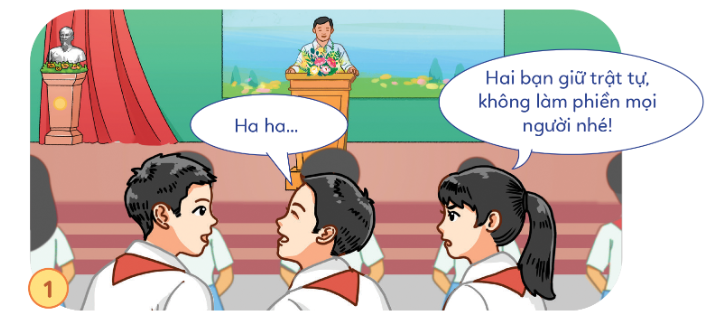 Ha ha...
Hai bạn giữ trật tự,
không làm phiền mọi
người nhé!
1